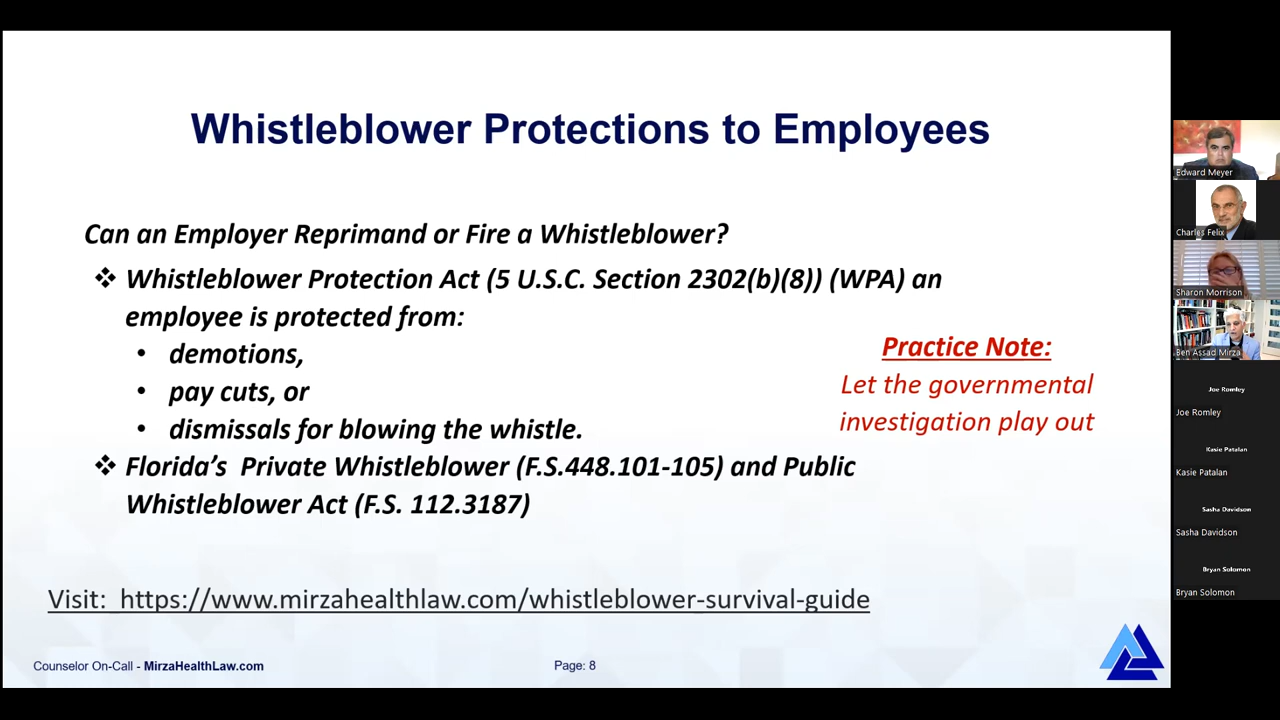 Whistleblower Protections to Employees
Can an Employer Reprimand or Fire a Whistleblower?
❖ Whistleblower Protection Act (5 U.S.C. Section 2302(b)(8)) (WPA) an
employee is protected from:
• demotions,
• pay cuts, or
• dismissals for blowing the whistle.
❖ Florida's  Private Whistleblower (F.S.448.101-105) and Public
Whistleblower Act (F.S. 112.3187)
Practice Note:
Let the governmental
investigation play out
Visit:  https://www.mirzahealthlaw.com/whistleblower-survival-guide
Counselor On-Call - MirzaHealthLaw.com
Page: 8
Edward Meyer
Charles Felix
Sharon Morrison
Ben Assad Mirza
Joe Romley
Joe Romley
Kasie Patalan
Kasie Patalan
Sasha Davidson
Sasha Davidson
Bryan Solomon
Bryan Solomon